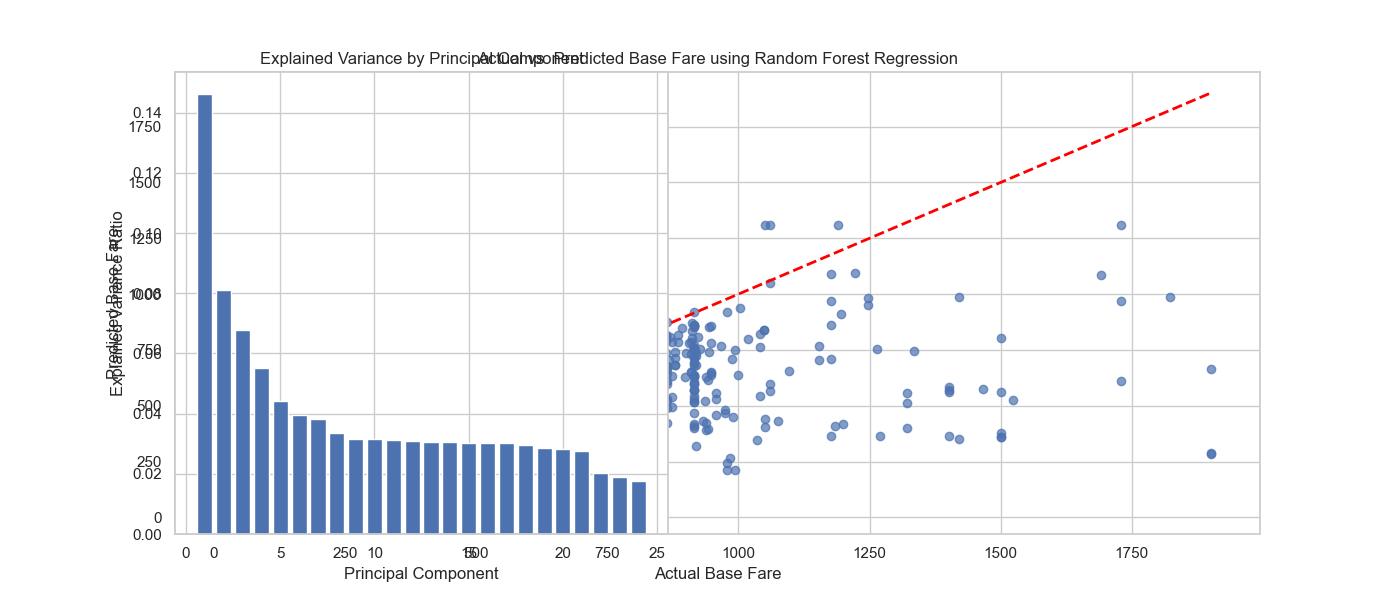 Explained Variance by Principal Component
Actual vs. Predicted Base Fare using Random Forest Regression
Explained Variance Ratio
Predicted Base Fare
0.14
1750
0.12
1500
0.10
1250
0.08
1000
0.06
750
0.04
500
0.02
250
0.00
0
0 5 10 15 20 25
0 250 500 750 1000 1250 1500 1750
Principal Component
Actual Base Fare